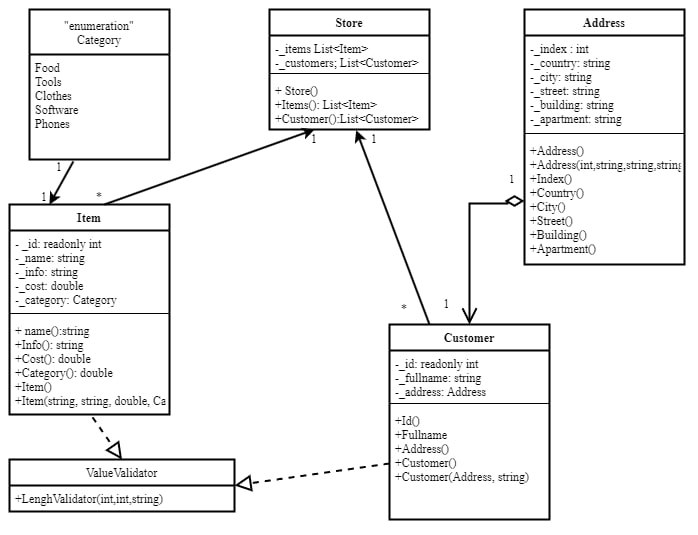 "enumeration"
Category
Food
Tools
Clothes
Software
Phones
Store
-_items List<Item>
-_customers; List<Customer>
+ Store()
+Items(): List<Item>
+Customer():List<Customer>
Address
-_index : int
-_country: string
-_city: string
-_street: string
-_building: string
-_apartment: string
+Address()
+Address(int,string,string,string
+Index()
+Country()
+City()
+Street()
+Building()
+Apartment()
1
1
*
1
1
*
1
1
Item
- _id: readonly int
-_name: string
-_info: string
-_cost: double
-_category: Category
+ name():string
+Info(): string
+Cost(): double
+Category(): double
+Item()
+Item(string, string, double, Ca
Customer
-_id: readonly int
-_fullname: string
-_address: Address
+Id()
+Fullname
+Address()
+Customer()
+Customer(Address, string)
ValueValidator
+LenghValidator(int,int,string)